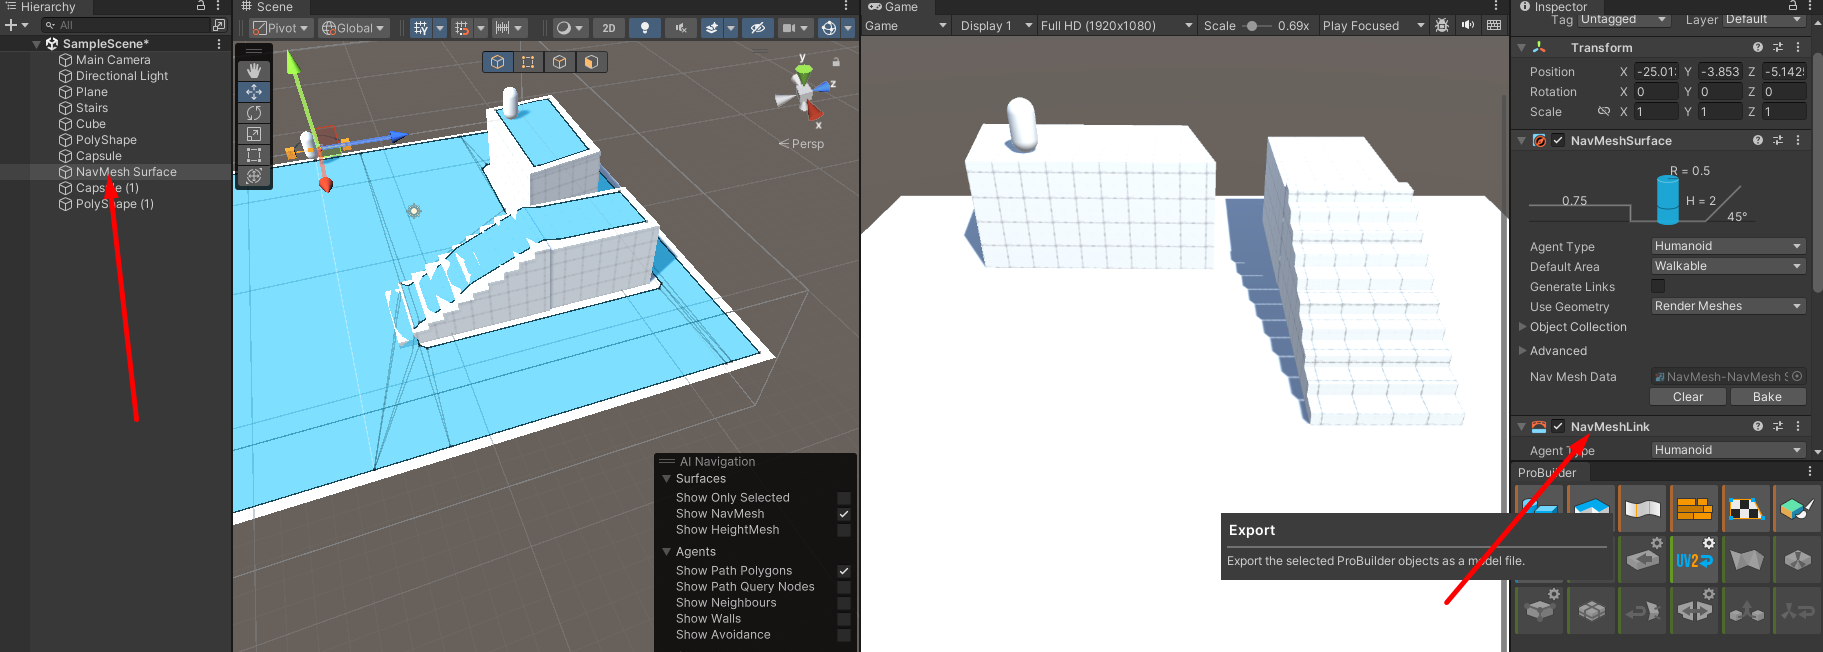 Hierarchy
All
SampleScene*
Main Camera
Directional Light
Plane
Stairs
Cube
PolyShape
Capsule
NavMesh Surface
Capsule (1)
PolyShape (1)
Scene
Pivot
Global
2D
y
z
x
Persp
AI Navigation
Surfaces
Show Only Selected
Show NavMesh
Show HeightMesh
Agents
Show Path Polygons
Show Path Query Nodes
Show Neighbours
Show Walls
Show Avoidance
Game
Game
Display 1
Full HD (1920x1080)
Scale
0.69x
Play Focused
Export
Export the selected ProBuilder objects as a model file.
Inspector
Tag Untagged Layer Default
Transform
Position X -25.01 Y -3.853 Z -5.142
Rotation X 0 Y 0 Z 0
Scale X 1 Y 1 Z 1
NavMeshSurface
R = 0.5
0.75
H = 2
45°
Agent Type Humanoid
Default Area Walkable
Generate Links
Use Geometry Render Meshes
Object Collection
Advanced
Nav Mesh Data NavMesh-NavMesh S
Clear Bake
NavMeshLink
Agent Type Humanoid
ProBuilder
UV2